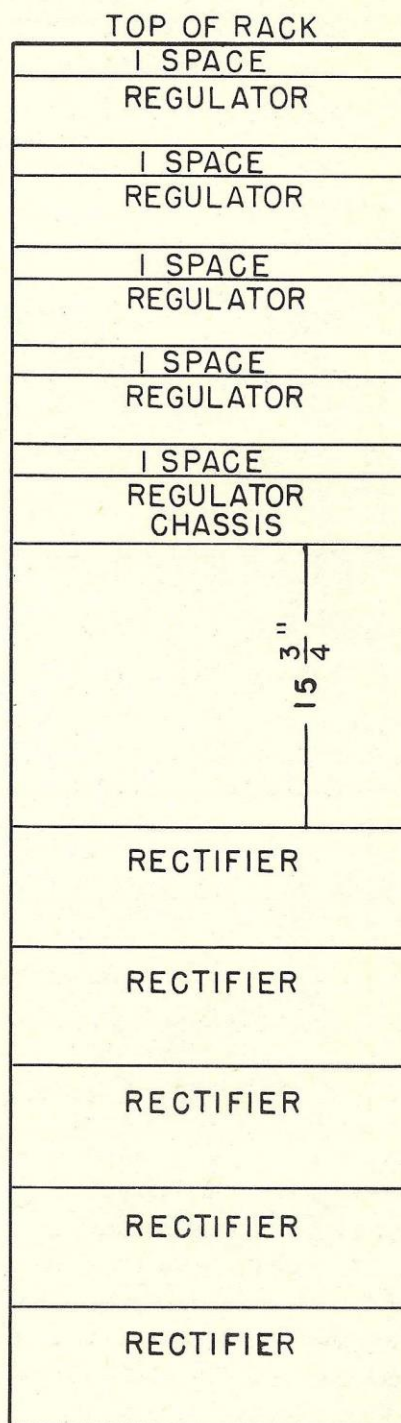 TOP OF RACK
1 SPACE
REGULATOR
1 SPACE
REGULATOR
1 SPACE
REGULATOR
1 SPACE
REGULATOR
1 SPACE
REGULATOR
CHASSIS
15 3/4"
RECTIFIER
RECTIFIER
RECTIFIER
RECTIFIER
RECTIFIER